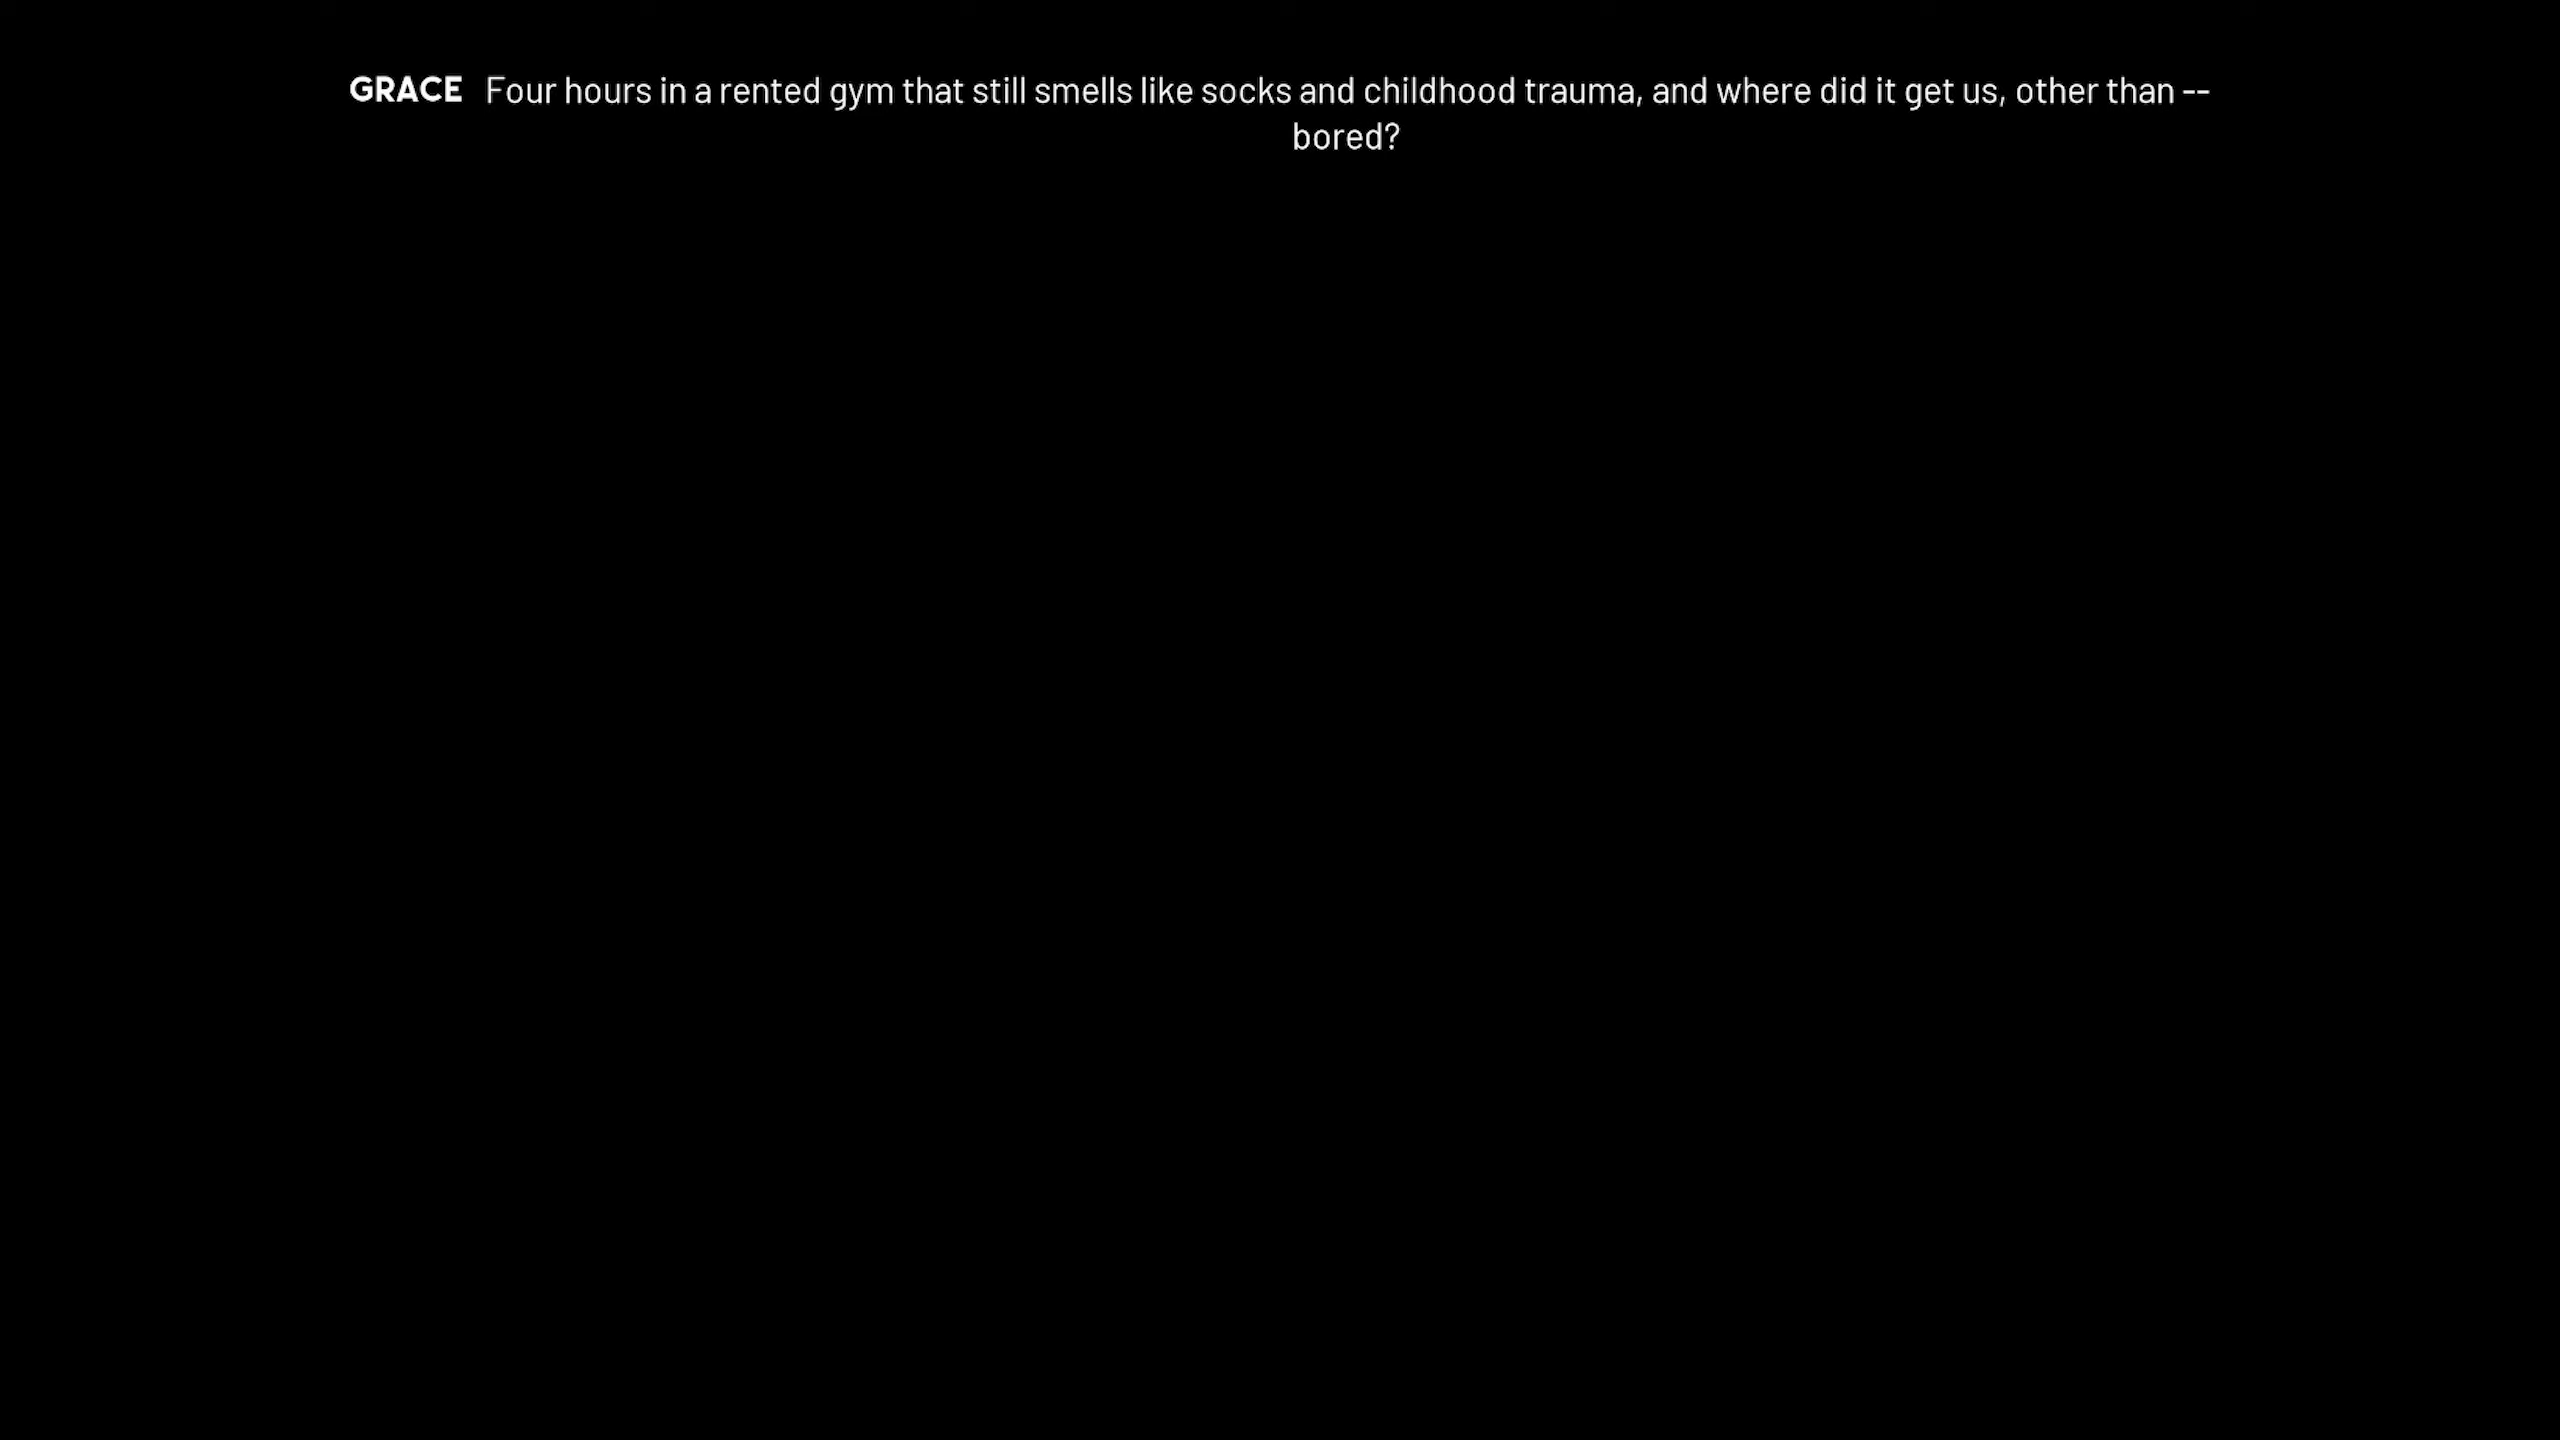 GRACE Four hours in a rented gym that still smells like socks and childhood trauma, and where did it get us, other than --
bored?